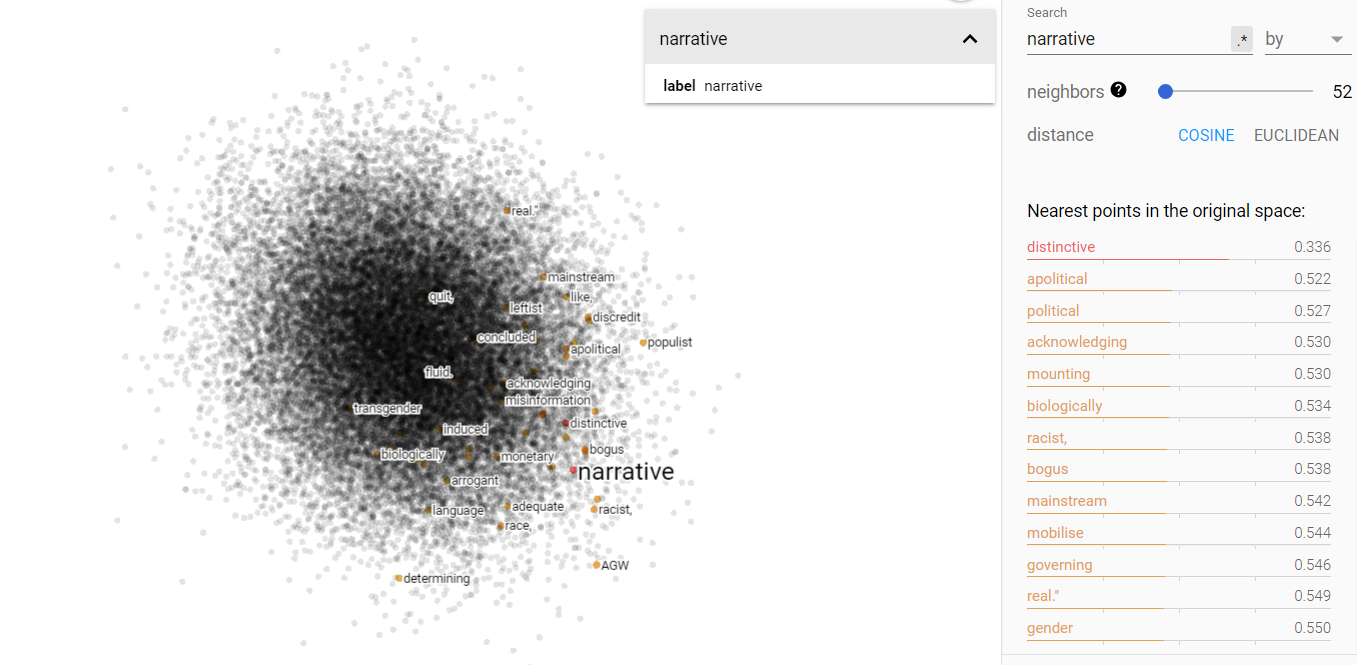 narrative
label narrative
real."
mainstream
quit,
like,
leftist
discredit
concluded
populist
apolitical
fluid,
acknowledging
misinformation
transgender
distinctive
induced
bogus
biologically
monetary
narrative
arrogant
adequate
language
racist,
race,
AGW
determining
Search
narrative .* by
neighbors ? 52
distance COSINE EUCLIDEAN
Nearest points in the original space:
distinctive 0.336
apolitical 0.522
political 0.527
acknowledging 0.530
mounting 0.530
biologically 0.534
racist, 0.538
bogus 0.538
mainstream 0.542
mobilise 0.544
governing 0.546
real." 0.549
gender 0.550